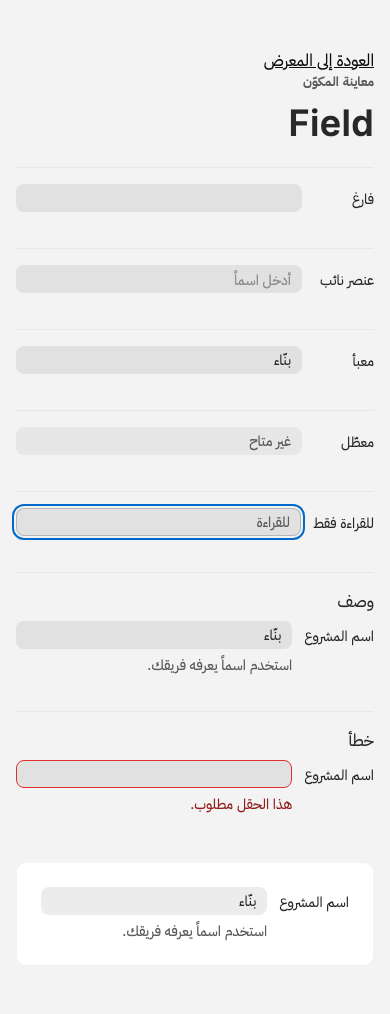 العودة إلى المعرض
معاينة المكوّن
Field
فارغ
عنصر نائب
أدخل اسماً
معبأ
بنّاء
معطّل
غير متاح
للقراءة فقط
للقراءة
وصف
اسم المشروع
بنّاء
استخدم اسماً يعرفه فريقك.
خطأ
اسم المشروع
هذا الحقل مطلوب.
اسم المشروع
بنّاء
استخدم اسماً يعرفه فريقك.